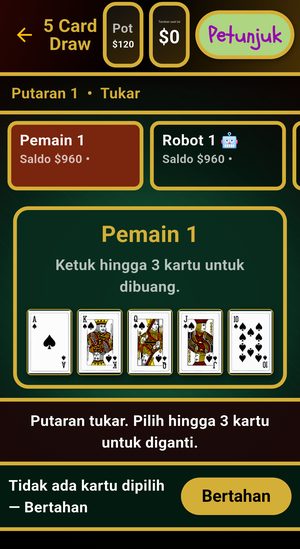 5 Card
Draw
Pot
$120
$0
Petunjuk
Putaran 1 • Tukar
Pemain 1
Saldo $960 •
Robot 1 🤖
Saldo $960 •
Pemain 1
Ketuk hingga 3 kartu untuk
dibuang.
A
K
Q
J
10
Putaran tukar. Pilih hingga 3 kartu
untuk diganti.
Tidak ada kartu dipilih
— Bertahan
Bertahan